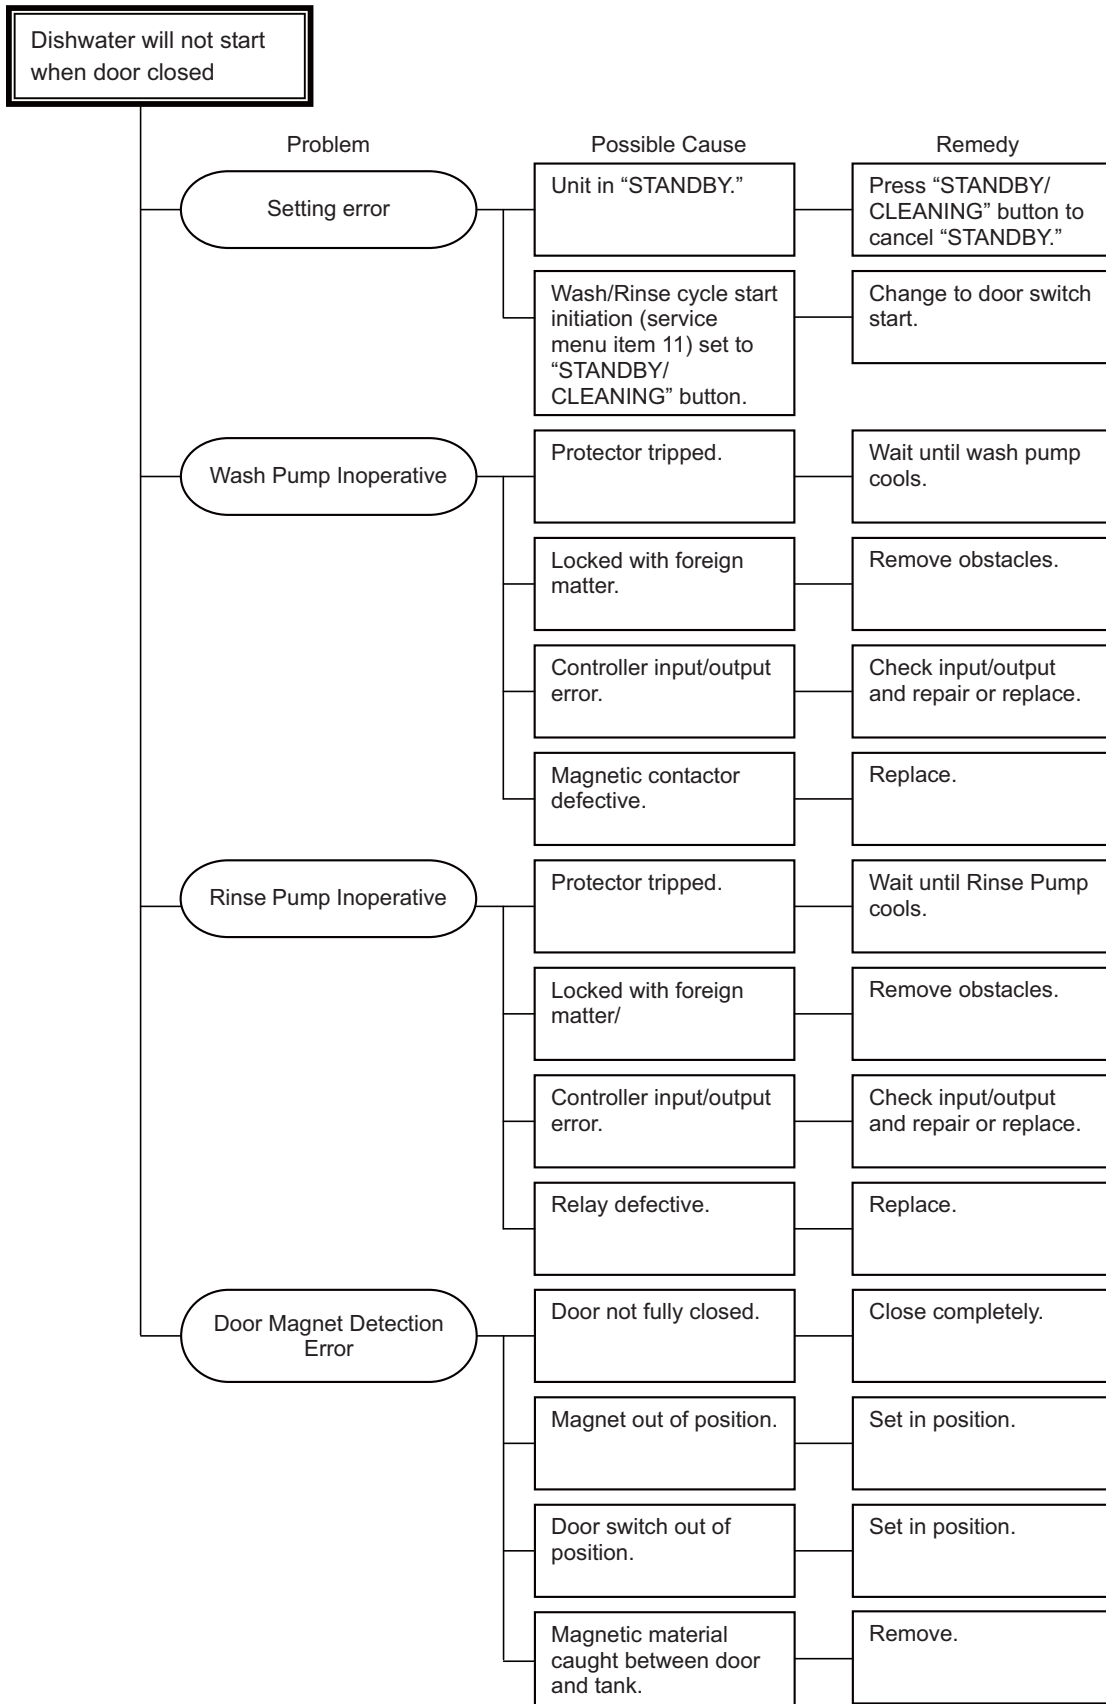 Dishwater will not start
when door closed
Problem
Possible Cause
Remedy
Setting error
Unit in “STANDBY.”
Press “STANDBY/
CLEANING” button to
cancel “STANDBY.”
Wash/Rinse cycle start
initiation (service
menu item 11) set to
“STANDBY/
CLEANING” button.
Change to door switch
start.
Wash Pump Inoperative
Protector tripped.
Wait until wash pump
cools.
Locked with foreign
matter.
Remove obstacles.
Controller input/output
error.
Check input/output
and repair or replace.
Magnetic contactor
defective.
Replace.
Rinse Pump Inoperative
Protector tripped.
Wait until Rinse Pump
cools.
Locked with foreign
matter/
Remove obstacles.
Controller input/output
error.
Check input/output
and repair or replace.
Relay defective.
Replace.
Door Magnet Detection
Error
Door not fully closed.
Close completely.
Magnet out of position.
Set in position.
Door switch out of
position.
Set in position.
Magnetic material
caught between door
and tank.
Remove.